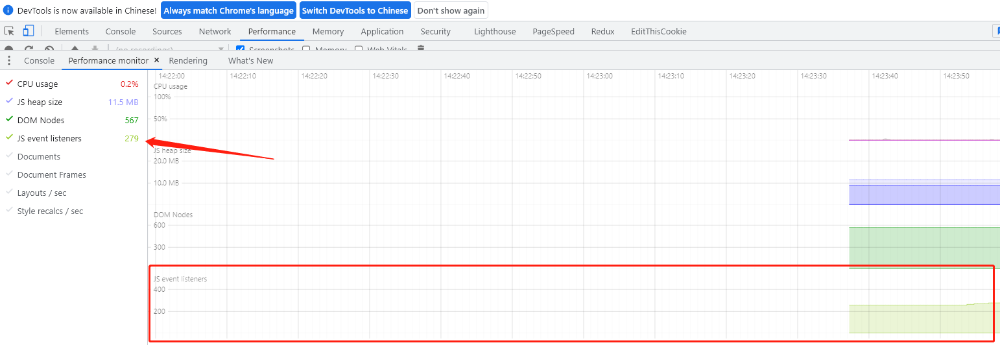 DevTools is now available in Chinese! Always match Chrome's language Switch DevTools to Chinese Don't show again
Elements Console Sources Network Performance Memory Application Security Lighthouse PageSpeed Redux EditThisCookie
(no recordings) Screenshots Memory Web Vitals
Console Performance monitor × Rendering What's New
14:22:00 14:22:10 14:22:20 14:22:30 14:22:40 14:22:50 14:23:00 14:23:10 14:23:20 14:23:30 14:23:40 14:23:50
CPU usage 0.2%
JS heap size 11.5 MB
DOM Nodes 567
JS event listeners 279
Documents
Document Frames
Layouts / sec
Style recalcs / sec
CPU usage
100%
50%
JS heap size
20.0 MB
10.0 MB
DOM Nodes
600
300
JS event listeners
400
200